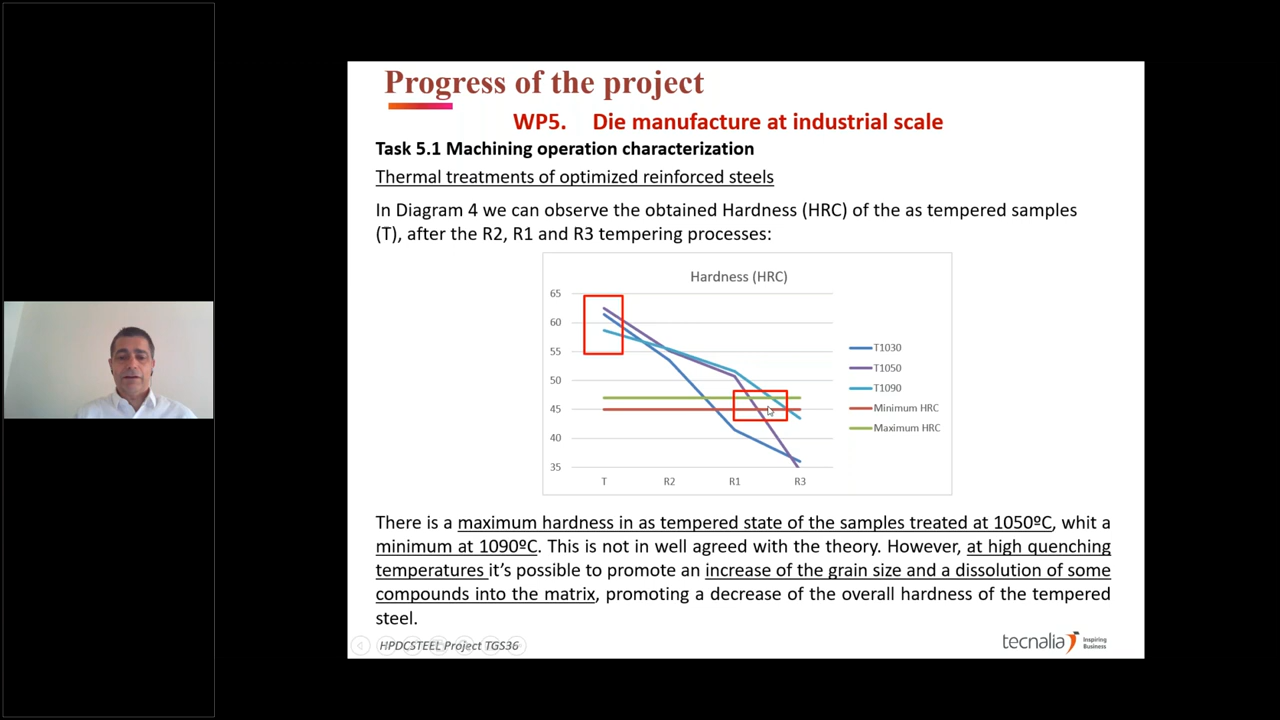 Progress of the project
WP5. Die manufacture at industrial scale
Task 5.1 Machining operation characterization
Thermal treatments of optimized reinforced steels
In Diagram 4 we can observe the obtained Hardness (HRC) of the as tempered samples
(T), after the R2, R1 and R3 tempering processes:
Hardness (HRC)
65
60
55
50
45
40
35
T R2 R1 R3
T1030
T1050
T1090
Minimum HRC
Maximum HRC
There is a maximum hardness in as tempered state of the samples treated at 1050ºC, whit a
minimum at 1090ºC. This is not in well agreed with the theory. However, at high quenching
temperatures it’s possible to promote an increase of the grain size and a dissolution of some
compounds into the matrix, promoting a decrease of the overall hardness of the tempered
steel.
HPDCSTEEL Project TGS36
tecnalia Inspiring
Business